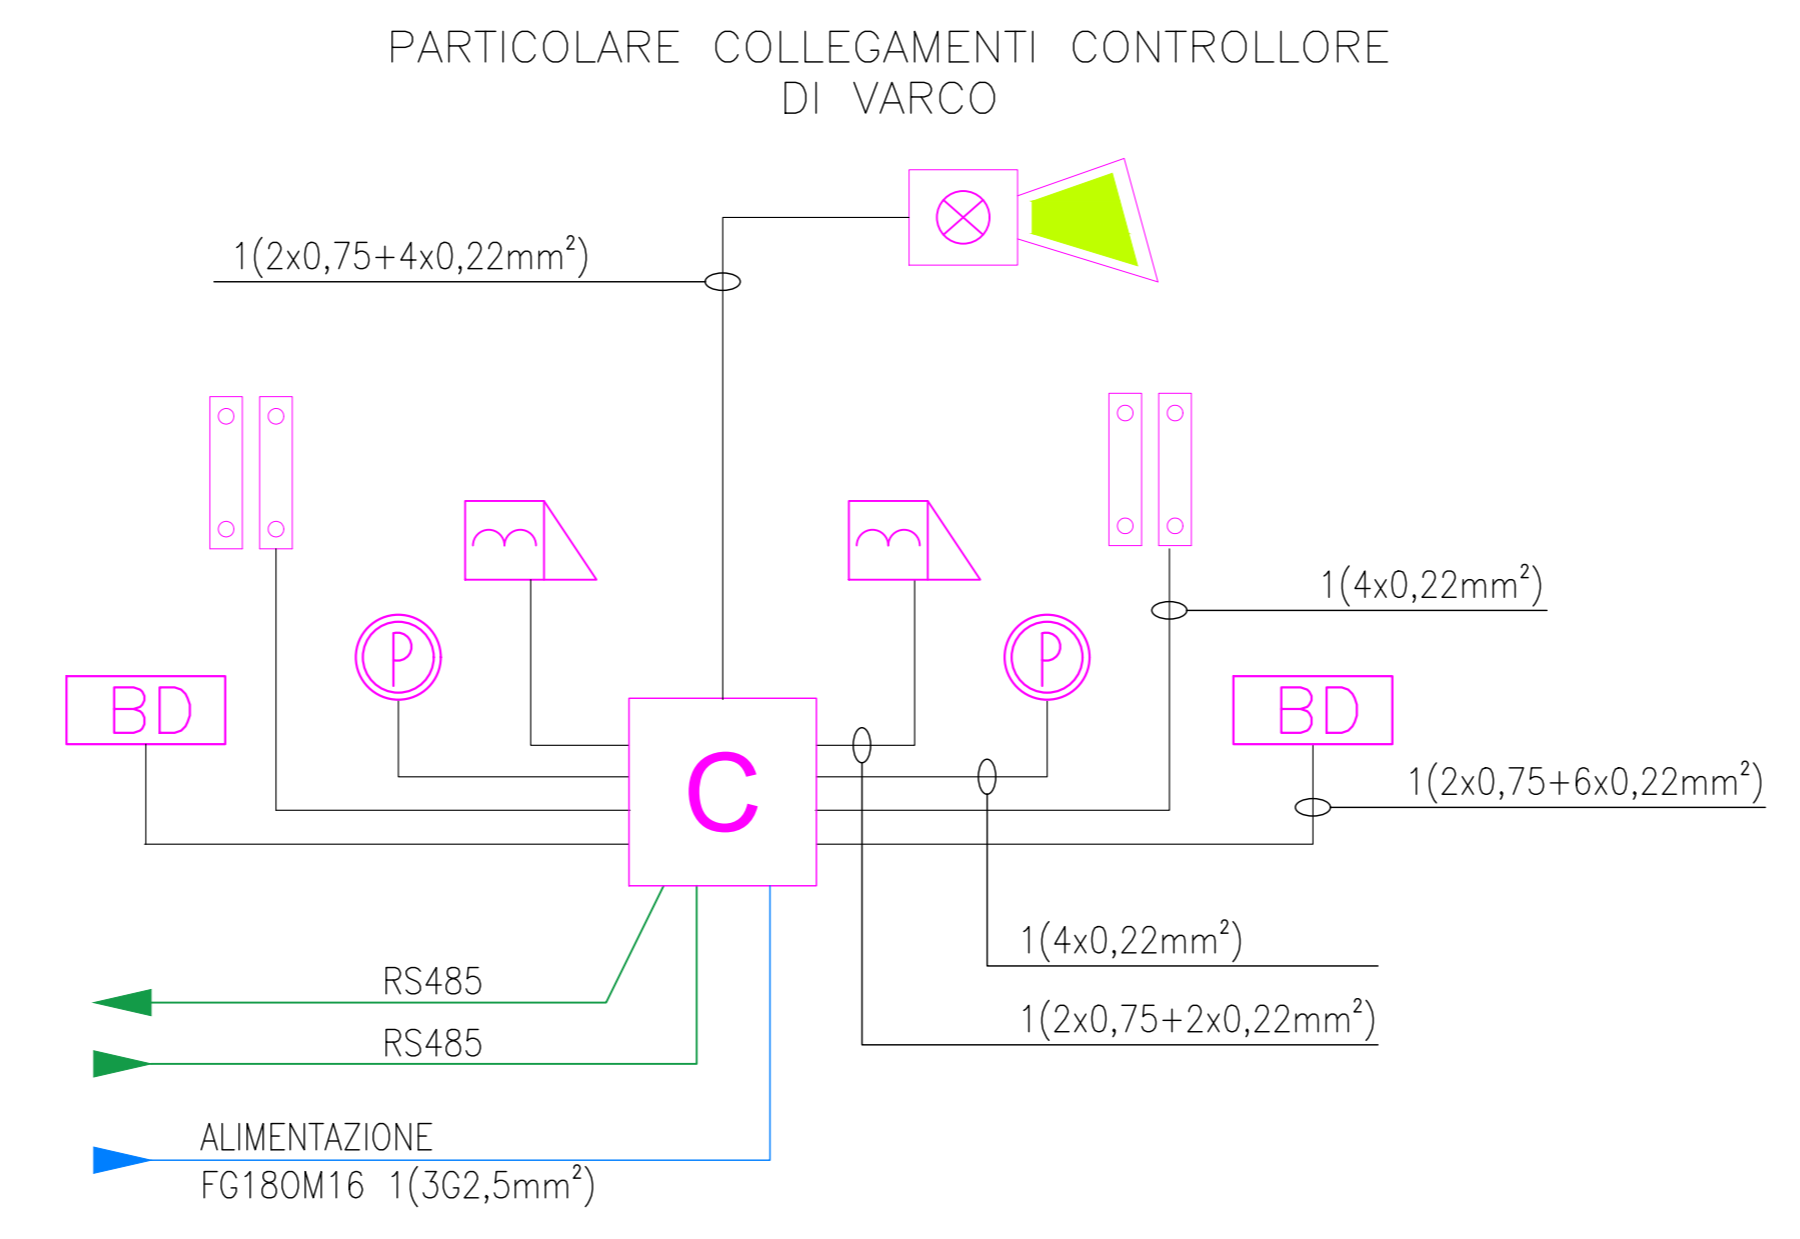 PARTICOLARE COLLEGAMENTI CONTROLLORE
DI VARCO
1(2x0,75+4x0,22mm²)
1(4x0,22mm²)
P
P
BD
BD
C
1(2x0,75+6x0,22mm²)
1(4x0,22mm²)
RS485
1(2x0,75+2x0,22mm²)
RS485
ALIMENTAZIONE
FG18OM16 1(3G2,5mm²)